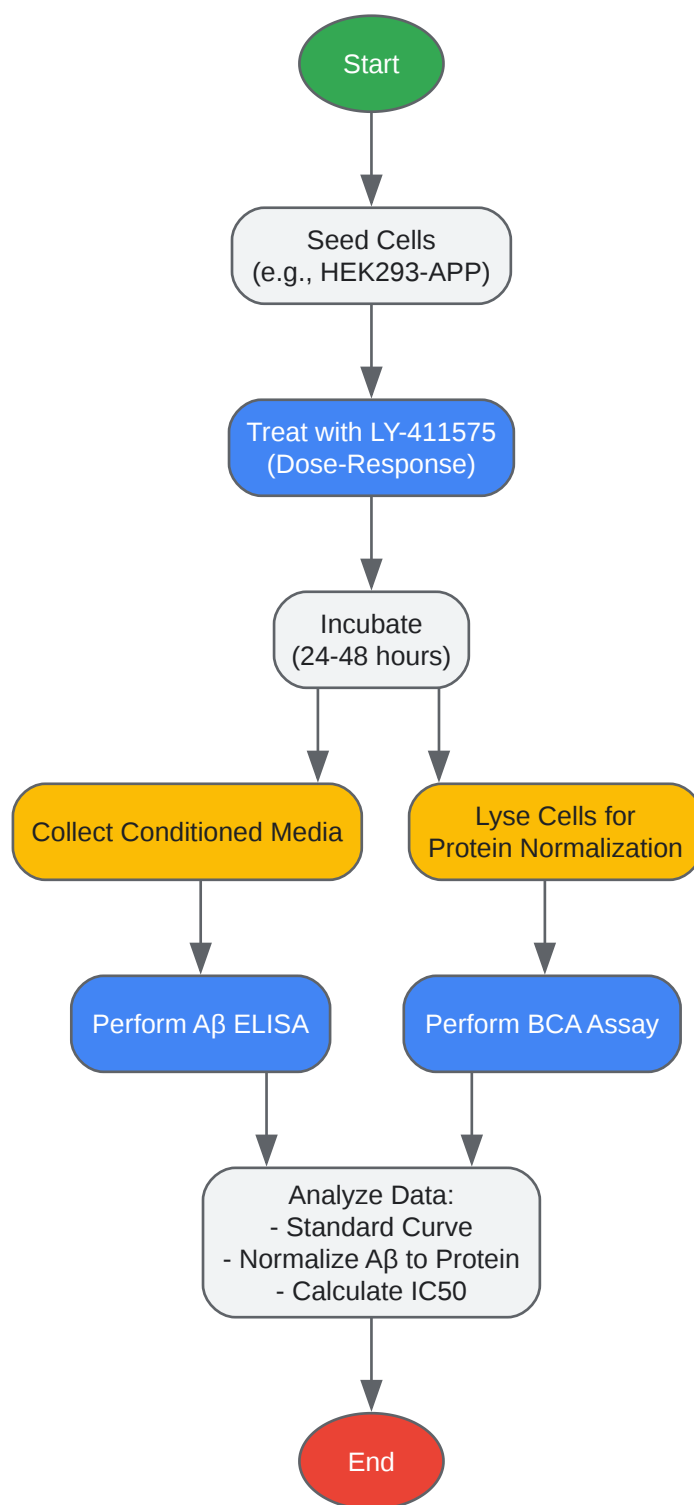 Start
Seed Cells
(e.g., HEK293-APP)
Treat with LY-411575
(Dose-Response)
Incubate
(24-48 hours)
Collect Conditioned Media
Lyse Cells for
Protein Normalization
Perform Aβ ELISA
Perform BCA Assay
Analyze Data:
- Standard Curve
- Normalize Aβ to Protein
- Calculate IC50
End